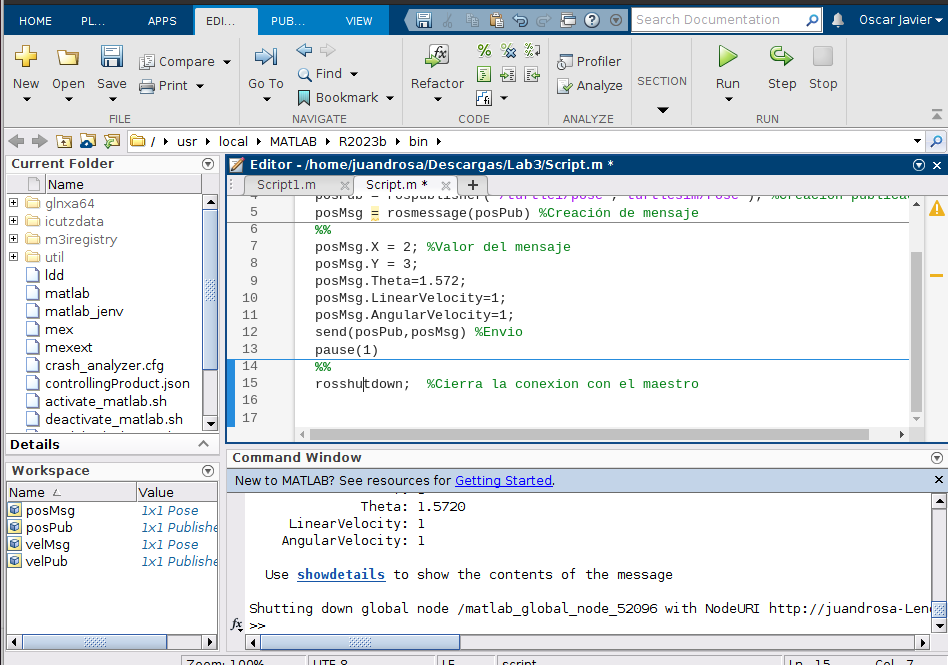 HOME PL... APPS EDI... PUB... VIEW Search Documentation Oscar Javier
New Open Save Compare Print Go To Find Bookmark Refactor Profiler Analyze SECTION Run Step Stop
FILE NAVIGATE CODE ANALYZE RUN
/ usr local MATLAB R2023b bin
Current Folder
Name
glnxa64
icutzdata
m3iregistry
util
ldd
matlab
matlab_jenv
mex
mexext
crash_analyzer.cfg
controllingProduct.json
activate_matlab.sh
deactivate_matlab.sh
Details
Workspace
Name Value
posMsg 1x1 Pose
posPub 1x1 Publishe
velMsg 1x1 Pose
velPub 1x1 Publishe
Editor - /home/juandrosa/Descargas/Lab3/Script.m *
Script1.m Script.m * +
4 posPub = rospublisher("/turtle1/pose","turtlesim/Pose"); %Creación publicad
5 posMsg = rosmessage(posPub) %Creación de mensaje
6 %%
7 posMsg.X = 2; %Valor del mensaje
8 posMsg.Y = 3;
9 posMsg.Theta=1.572;
10 posMsg.LinearVelocity=1;
11 posMsg.AngularVelocity=1;
12 send(posPub,posMsg) %Envio
13 pause(1)
14 %%
15 rosshutdown; %Cierra la conexion con el maestro
16
17
Command Window
New to MATLAB? See resources for Getting Started.
Theta: 1.5720
LinearVelocity: 1
AngularVelocity: 1
Use showdetails to show the contents of the message
Shutting down global node /matlab_global_node_52096 with NodeURI http://juandrosa-Len
fx >>
Zoom: 100% UTF-8 LF script Ln 15 Col 7